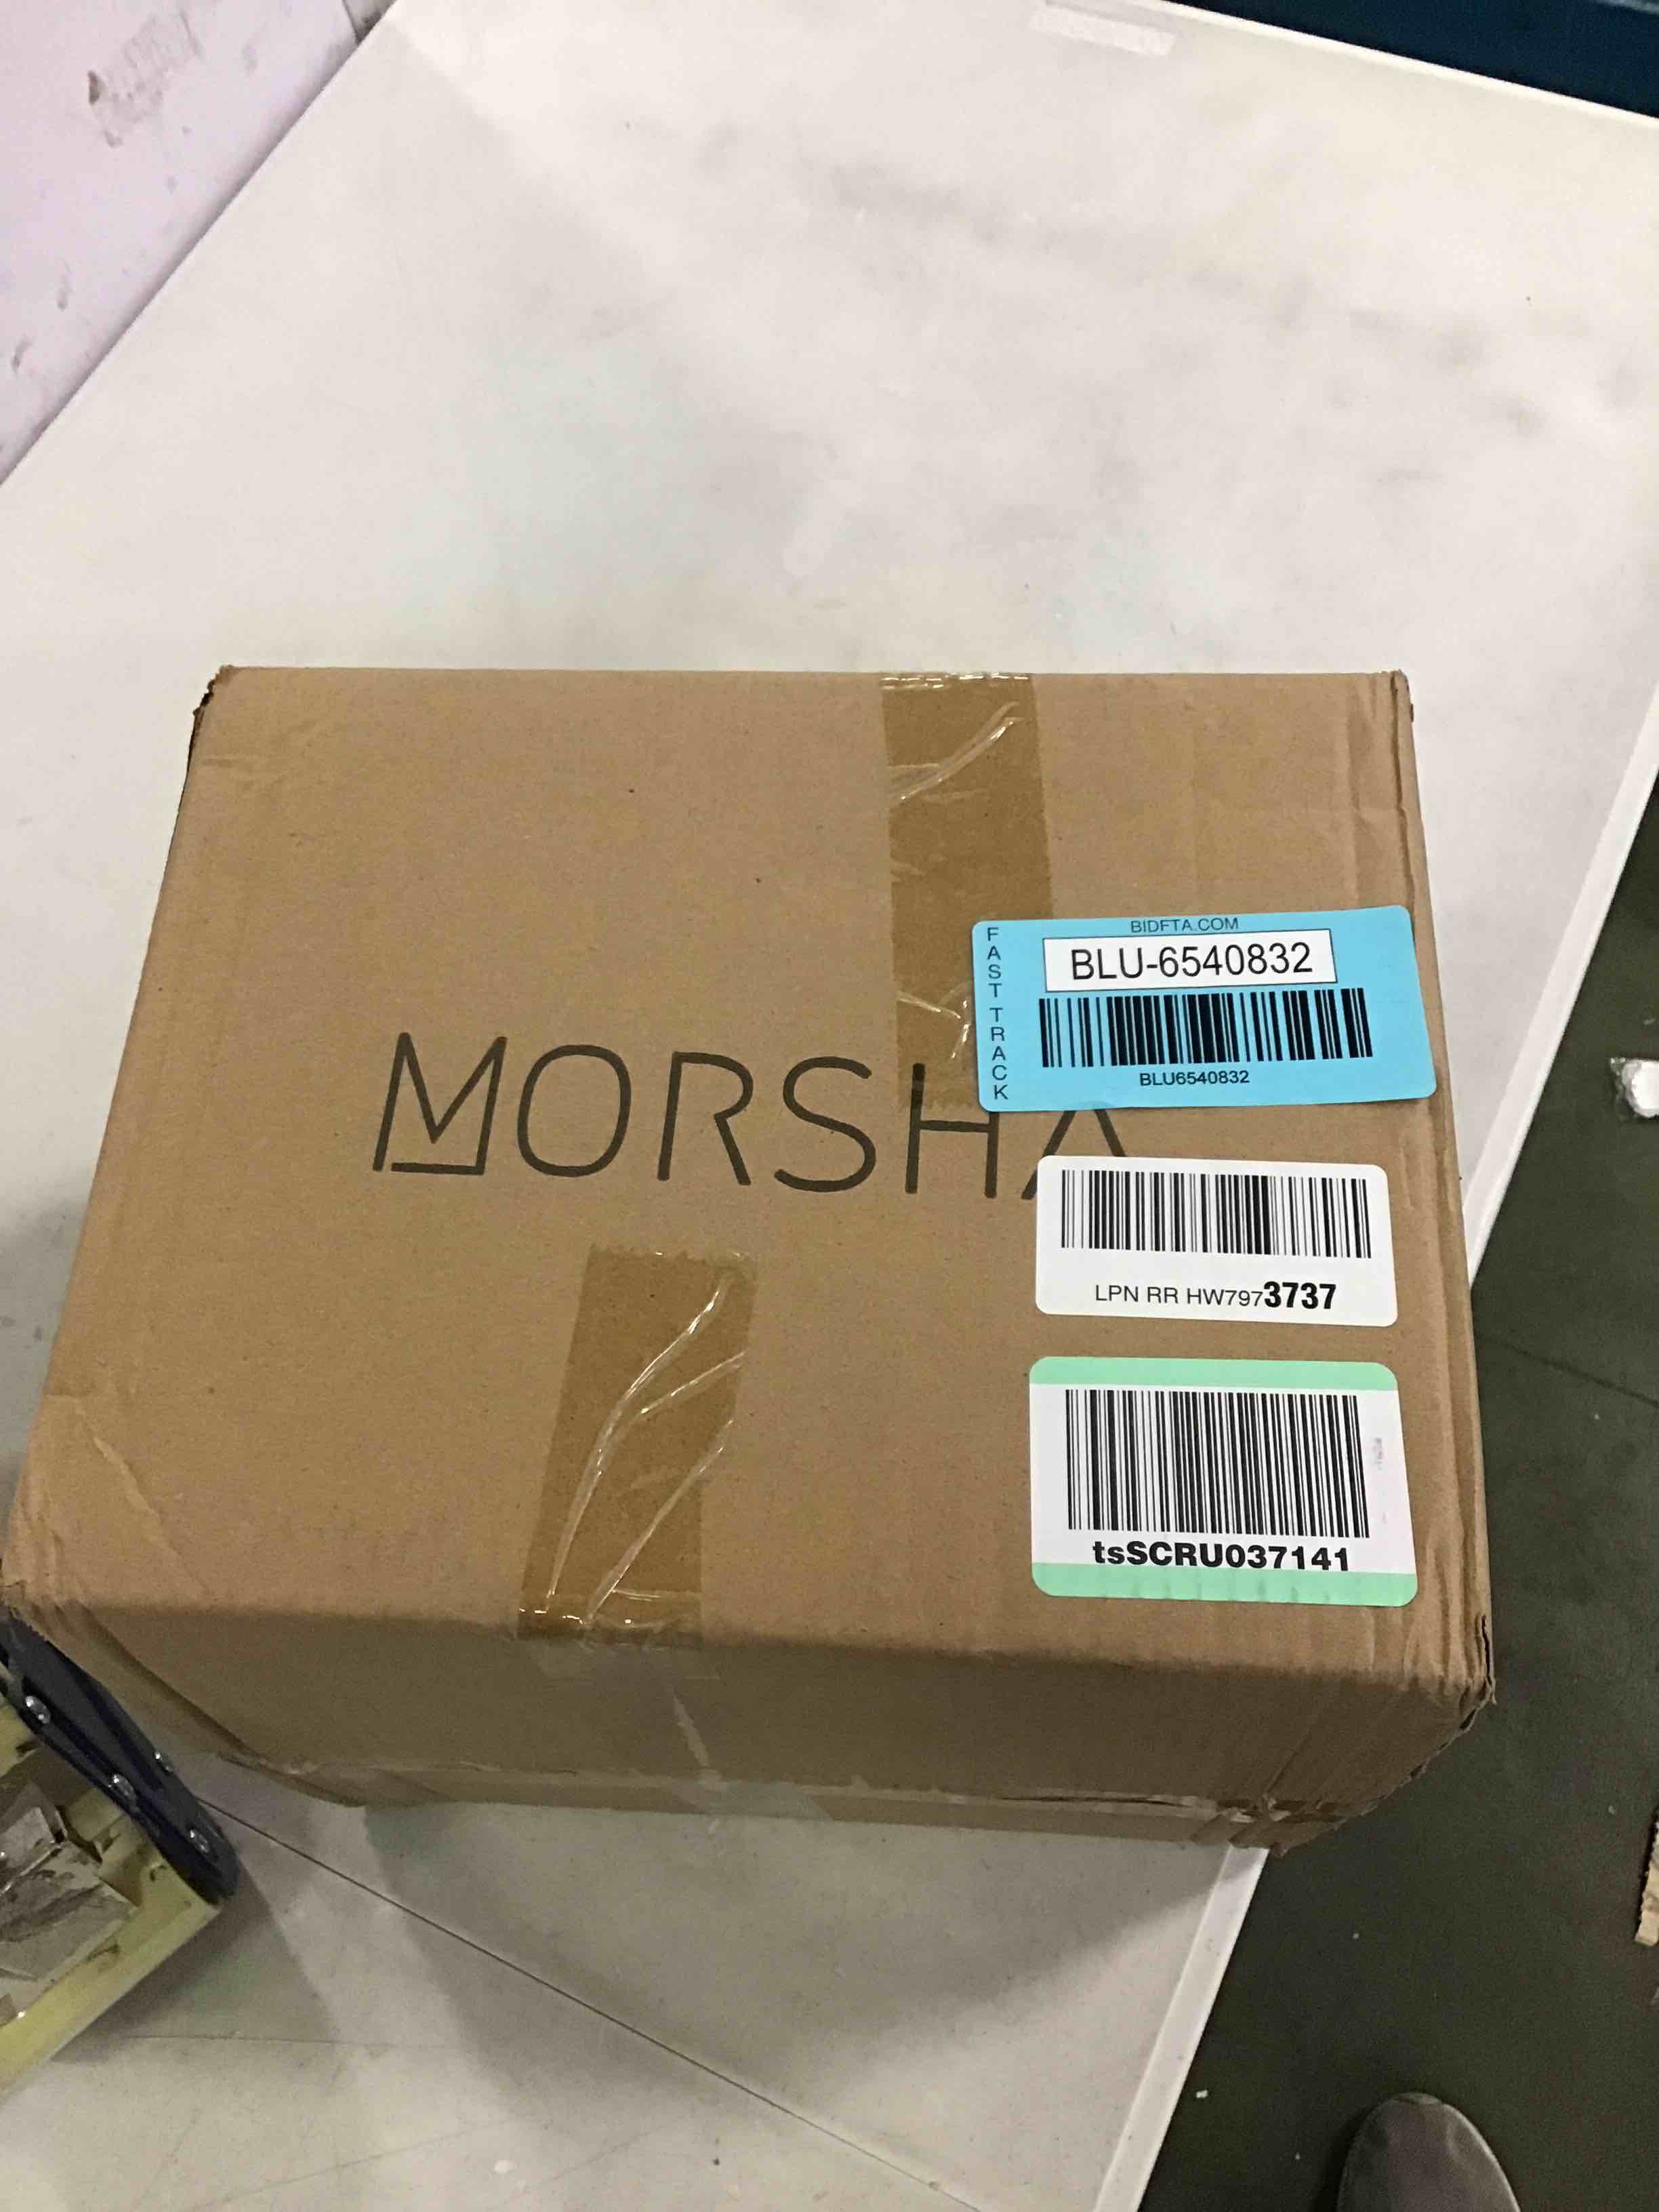 BIDFTA.COM
FAST TRACK
BLU-6540832
BLU6540832
MORSHA
LPN RR HW7973737
tsSCRU037141